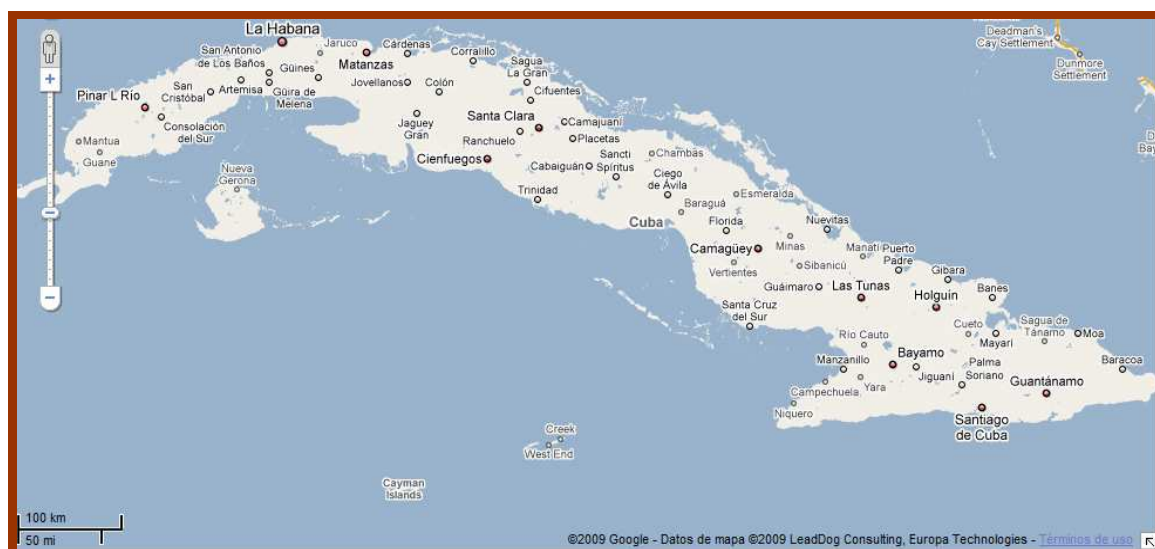 Deadman's
Cay Settlement
Dunmore
Settlement
La Habana
Jaruco
Cárdenas
Corralillo
San Antonio
de Los Baños
Güines
Matanzas
Sagua
La Gran
Jovellanos
Colón
Pinar L Río
San
Cristóbal
Artemisa
Güira de
Melena
Cifuentes
Consolación
del Sur
Jaguey
Gran
Santa Clara
Camajuaní
Ranchuelo
Placetas
Mantua
Guane
Cienfuegos
Cabaiguán
Sancti
Spíritus
Chambas
Nueva
Gerona
Trinidad
Ciego
de Ávila
Esmeralda
Baraguá
Cuba
Florida
Nuevitas
Camagüey
Minas
Manatí
Puerto
Padre
Vertientes
Sibanicú
Gibara
Guáimaro
Las Tunas
Holguín
Banes
Santa Cruz
del Sur
Río Cauto
Cueto
Sagua de
Tánamo
Moa
Mayarí
Manzanillo
Bayamo
Palma
Soriano
Baracoa
Campechuela
Yara
Jiguaní
Guantánamo
Niquero
Santiago
de Cuba
Creek
West End
Cayman
Islands
100 km
50 mi
©2009 Google - Datos de mapa ©2009 LeadDog Consulting, Europa Technologies - Términos de uso